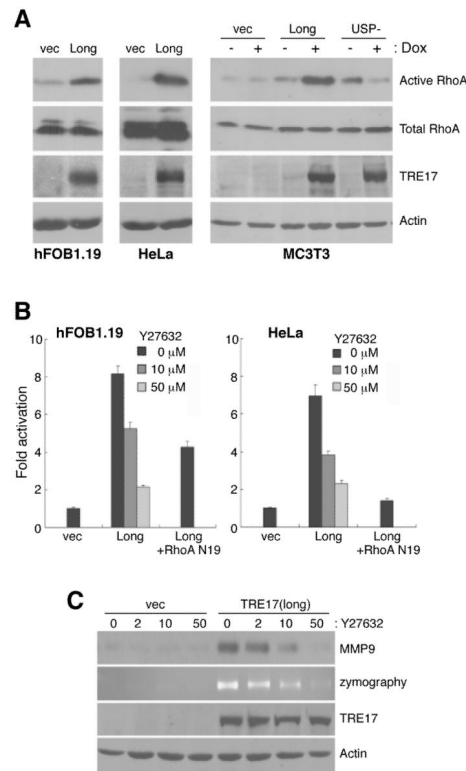 A
vec Long USP-
vec Long vec Long - + - + - + : Dox
Active RhoA
Total RhoA
TRE17
Actin
hFOB1.19 HeLa MC3T3
B
hFOB1.19 HeLa
Y27632 Y27632
10 0 μM 10 0 μM
8 10 μM 8 10 μM
50 μM 50 μM
6 6
4 4
2 2
0 0
Fold activation
vec Long Long vec Long Long
+RhoA N19 +RhoA N19
C
vec TRE17(long)
0 2 10 50 0 2 10 50 : Y27632
MMP9
zymography
TRE17
Actin